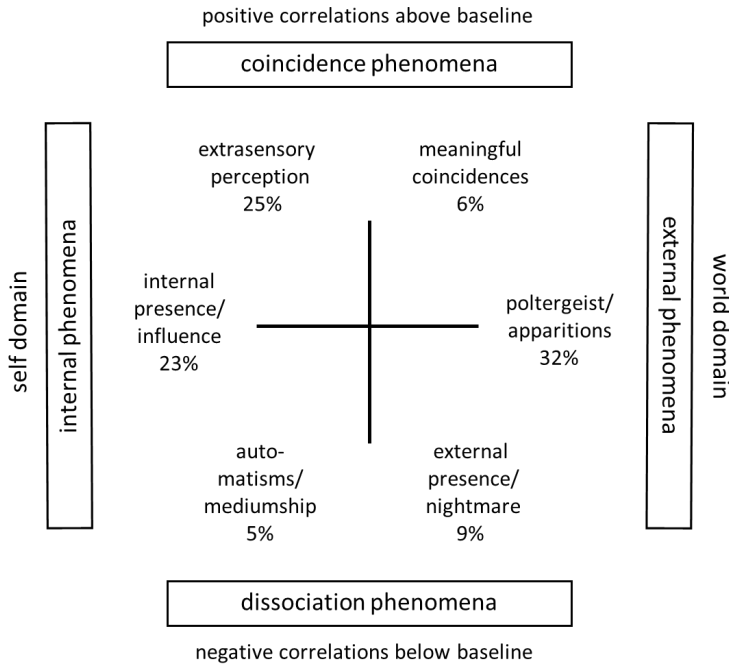 positive correlations above baseline
coincidence phenomena
extrasensory
perception
25%
meaningful
coincidences
6%
self domain
internal phenomena
internal
presence/
influence
23%
poltergeist/
apparitions
32%
external phenomena
world domain
auto-
matisms/
mediumship
5%
external
presence/
nightmare
9%
dissociation phenomena
negative correlations below baseline